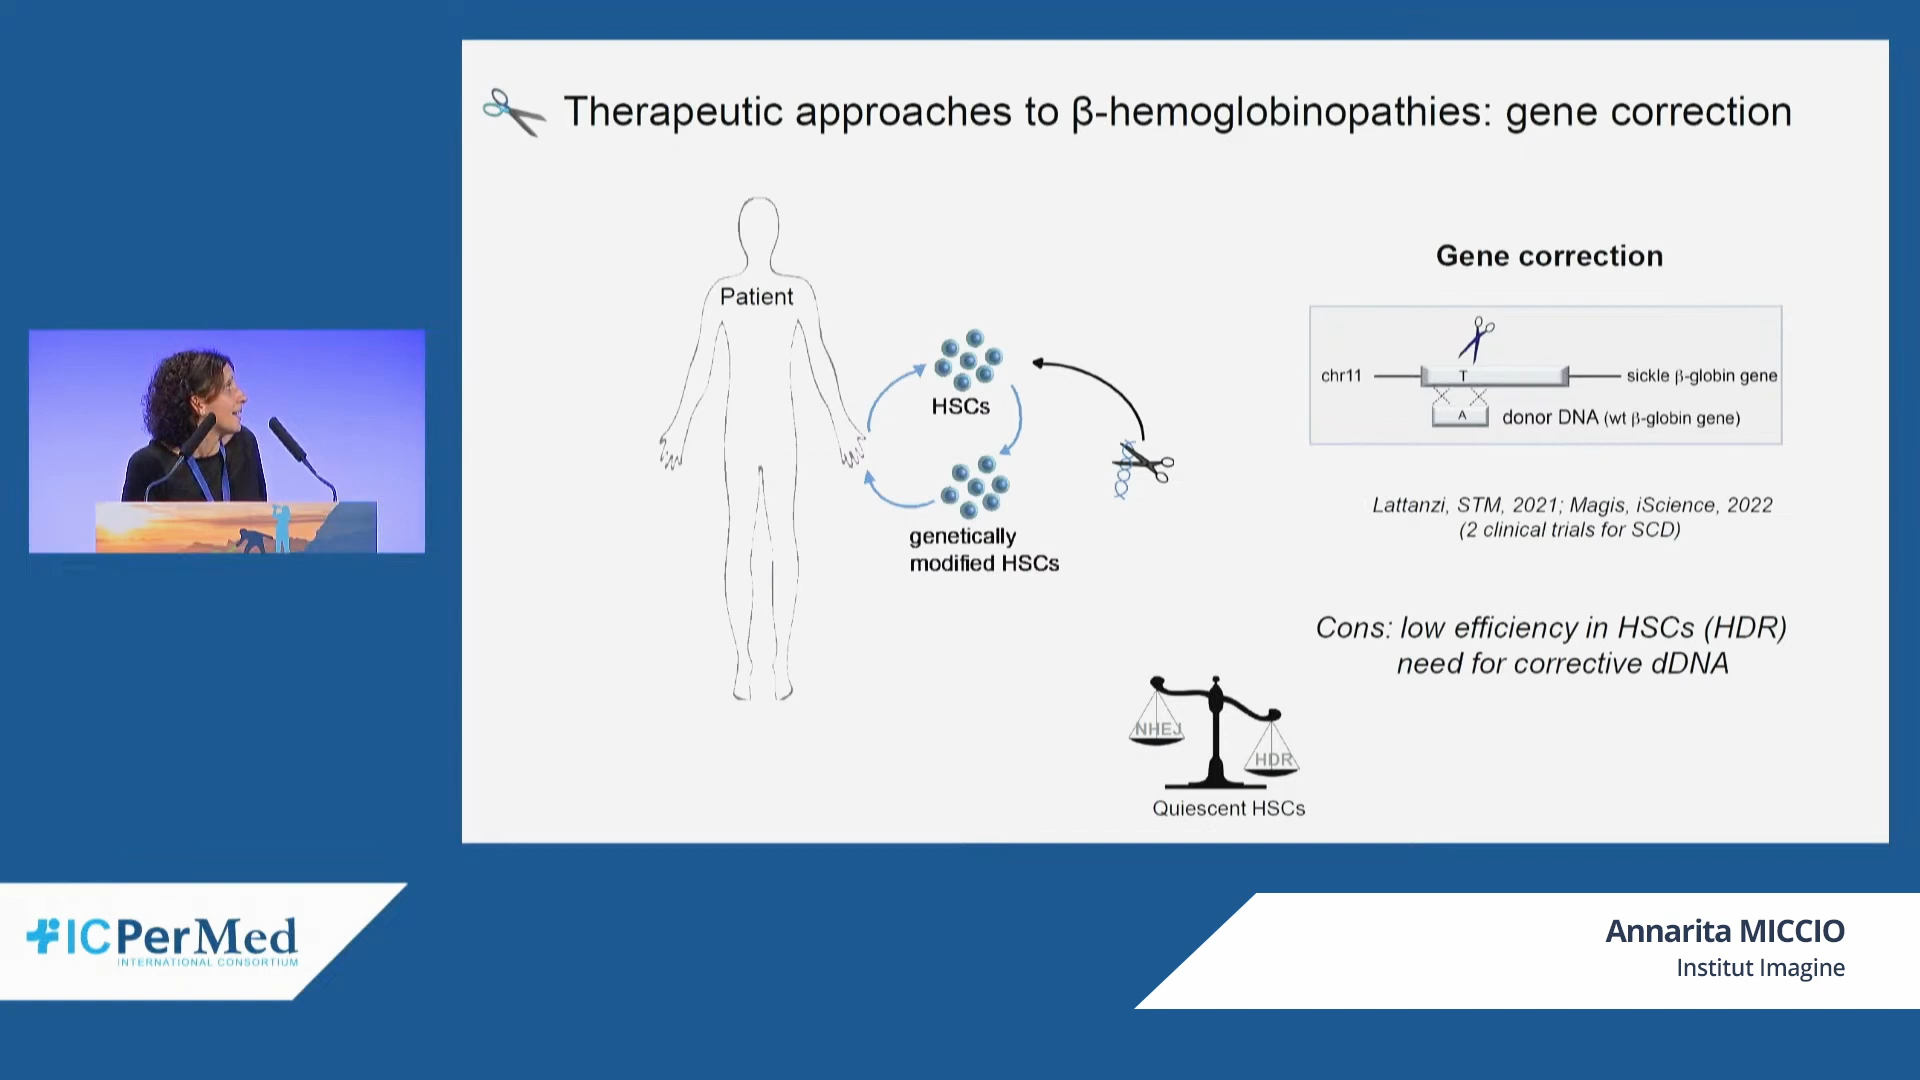 Therapeutic approaches to β-hemoglobinopathies: gene correction
Patient
HSCs
genetically
modified HSCs
Gene correction
chr11
T
sickle β-globin gene
A
donor DNA (wt β-globin gene)
Lattanzi, STM, 2021; Magis, iScience, 2022
(2 clinical trials for SCD)
Cons: low efficiency in HSCs (HDR)
need for corrective dDNA
NHEJ
HDR
Quiescent HSCs
ICPerMed
INTERNATIONAL CONSORTIUM
Annarita MICCIO
Institut Imagine